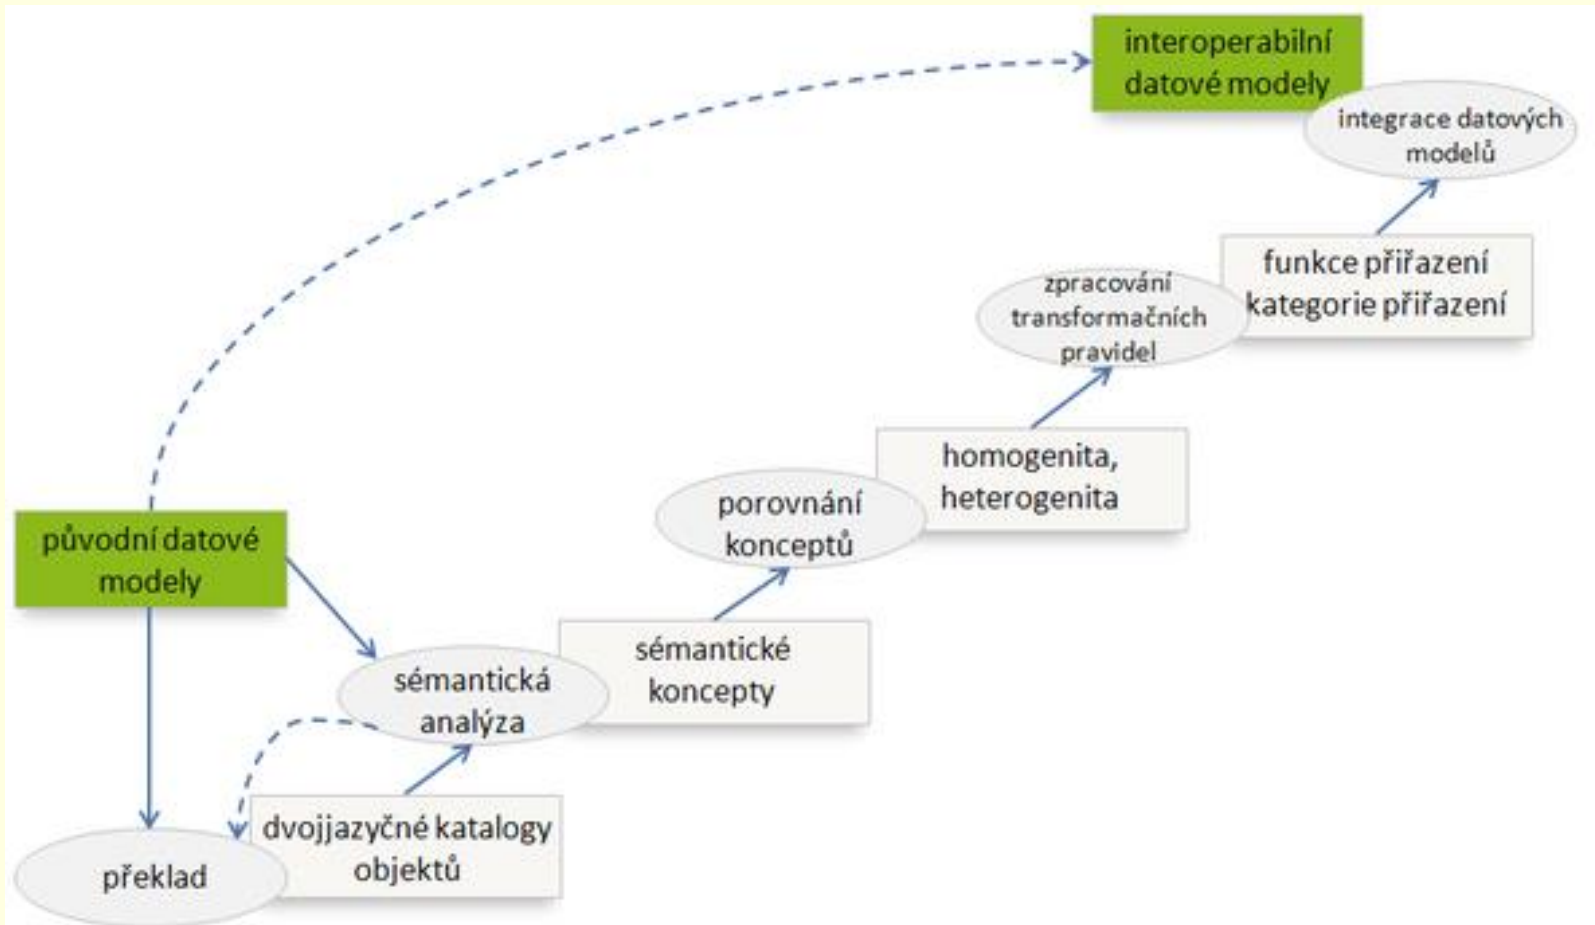 interoperabilní
datové modely
integrace datových
modelů
funkce přiřazení
kategorie přiřazení
zpracování
transformačních
pravidel
homogenita,
heterogenita
porovnání
konceptů
původní datové
modely
sémantické
koncepty
sémantická
analýza
dvojjazyčné katalogy
objektů
překlad